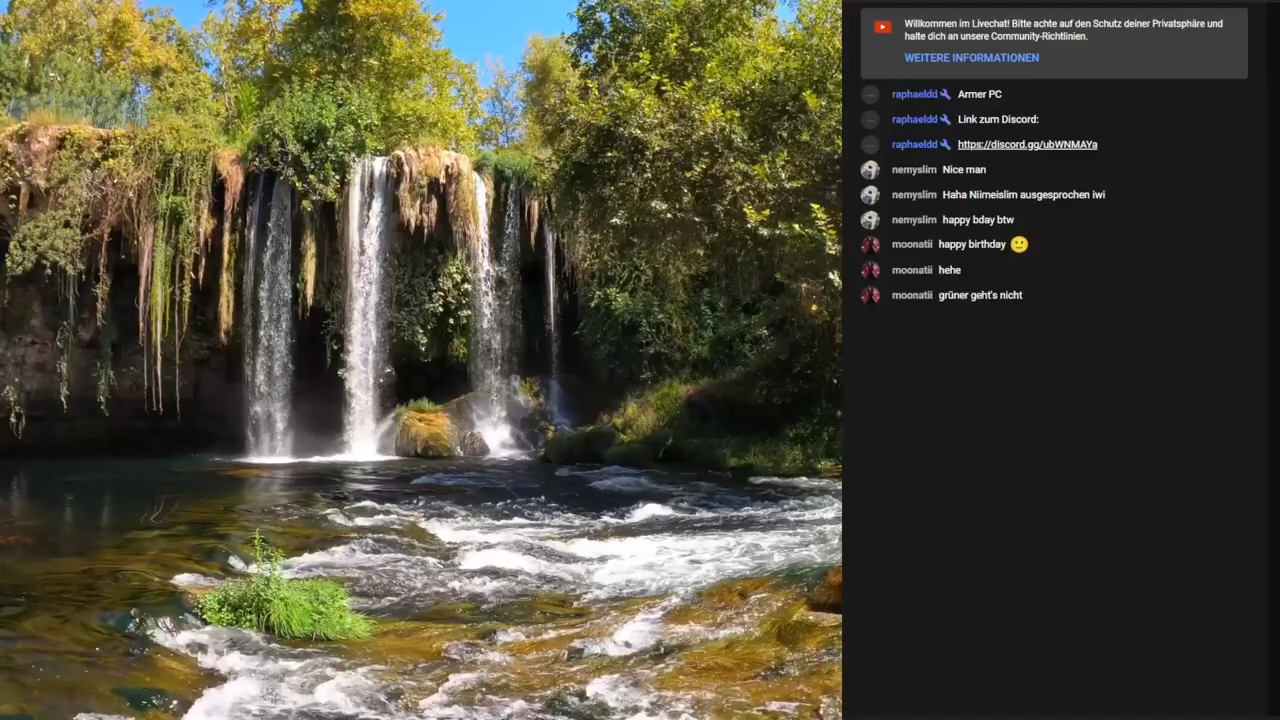 Willkommen im Livechat! Bitte achte auf den Schutz deiner Privatsphäre und
halte dich an unsere Community-Richtlinien.
WEITERE INFORMATIONEN
raphaeldd Armer PC
raphaeldd Link zum Discord:
raphaeldd https://discord.gg/ubWNMAYa
nemyslim Nice man
nemyslim Haha Niimeislim ausgesprochen iwi
nemyslim happy bday btw
moonatii happy birthday 🙂
moonatii hehe
moonatii grüner geht's nicht